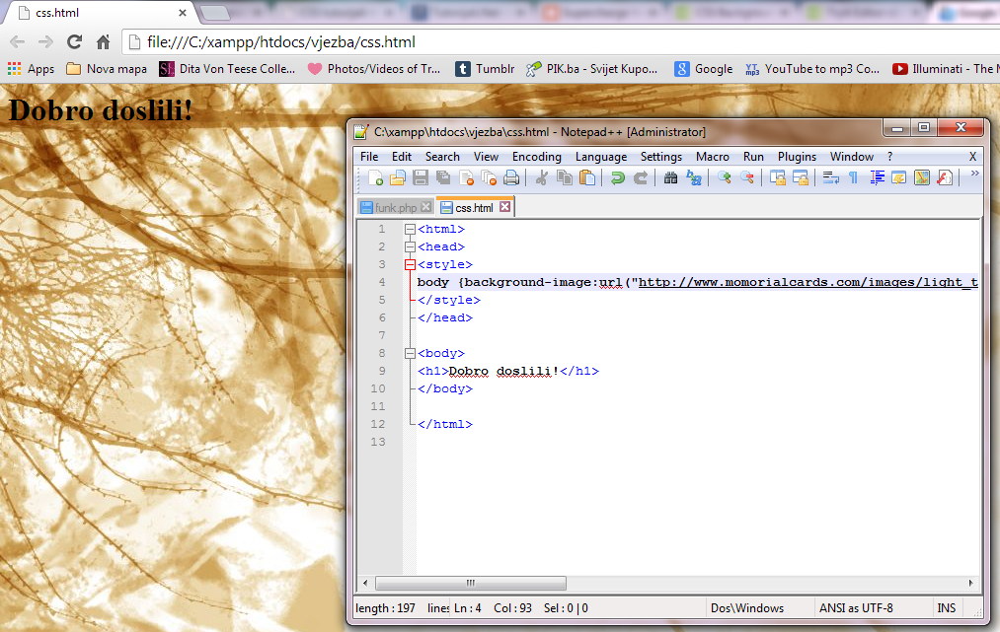 css.html
file:///C:/xampp/htdocs/vjezba/css.html
Apps Nova mapa Dita Von Teese Colle... Photos/Videos of Tr... Tumblr PIK.ba - Svijet Kupo... Google YouTube to mp3 Co... Illuminati - The
Dobro doslili!
C:\xampp\htdocs\vjezba\css.html - Notepad++ [Administrator]
File Edit Search View Encoding Language Settings Macro Run Plugins Window ? X
funk.php css.html
1 <html>
2 <head>
3 <style>
4 body {background-image:url("http://www.momorialcards.com/images/light_t
5 </style>
6 </head>
7
8 <body>
9 <h1>Dobro doslili!</h1>
10 </body>
11
12 </html>
13
length : 197 lines Ln : 4 Col : 93 Sel : 0 | 0 Dos\Windows ANSI as UTF-8 INS